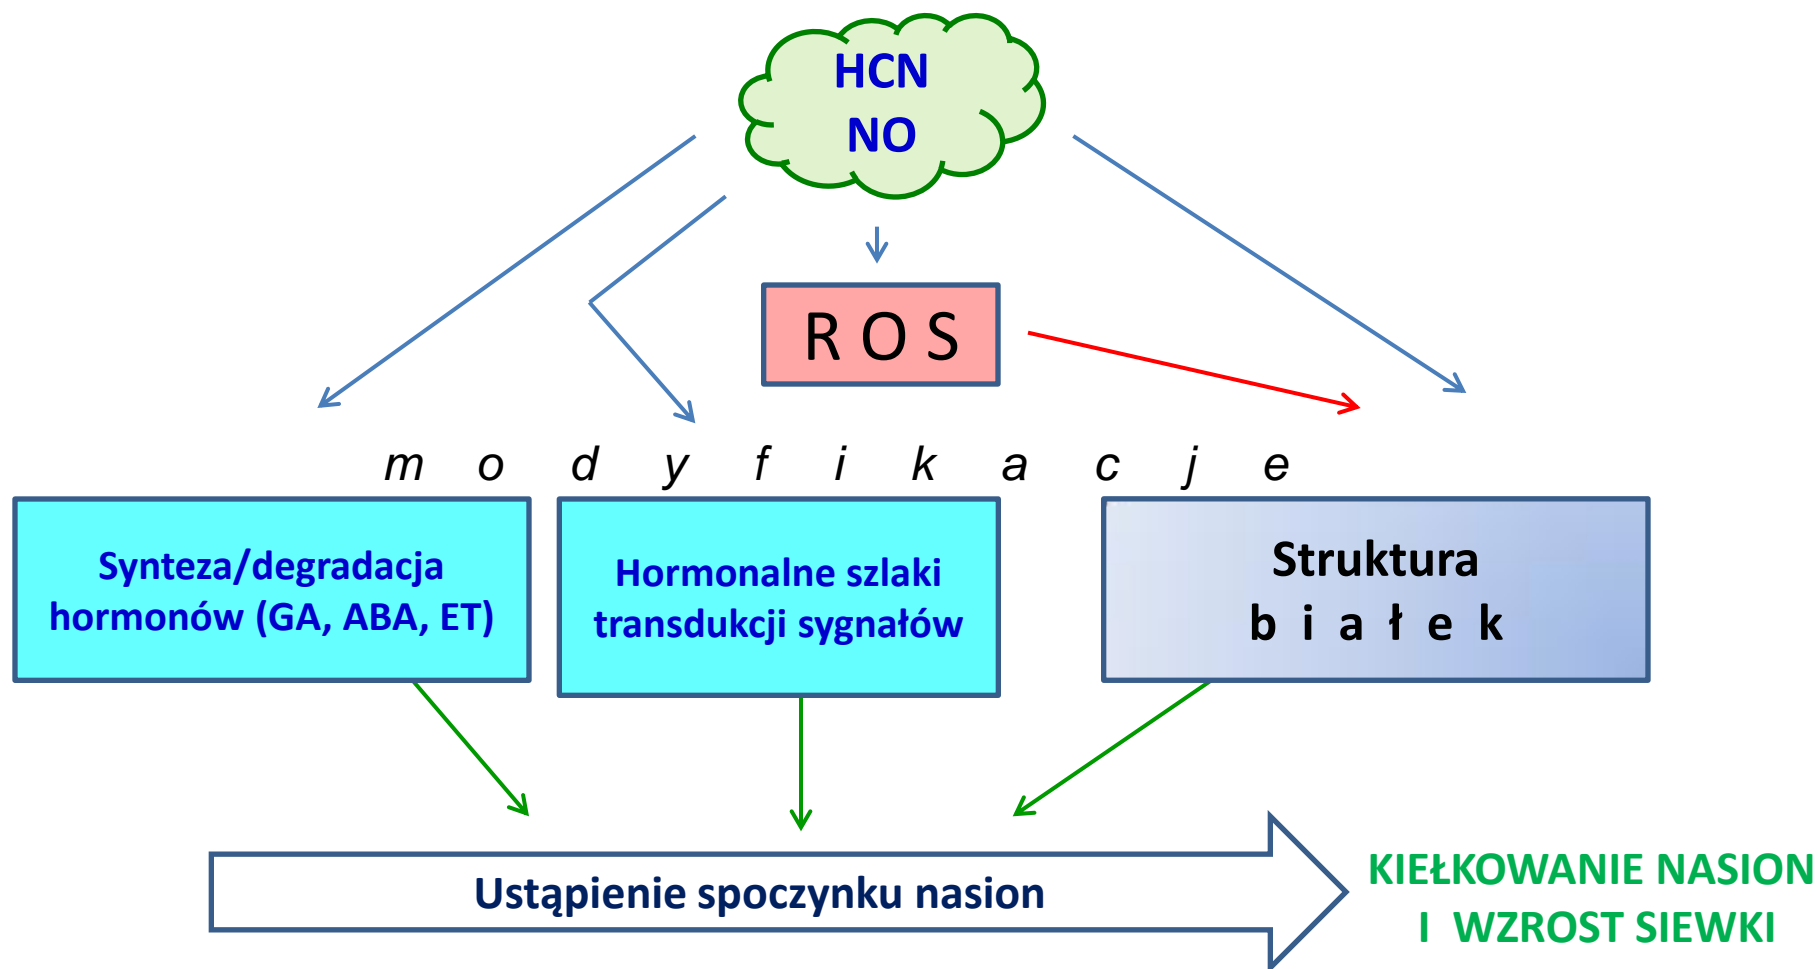 HCN
NO
R O S
m o d y f i k a c j e
Synteza/degradacja
hormonów (GA, ABA, ET)
Hormonalne szlaki
transdukcji sygnałów
Struktura
b i a ł e k
Ustąpienie spoczynku nasion
KIEŁKOWANIE NASION
I WZROST SIEWKI